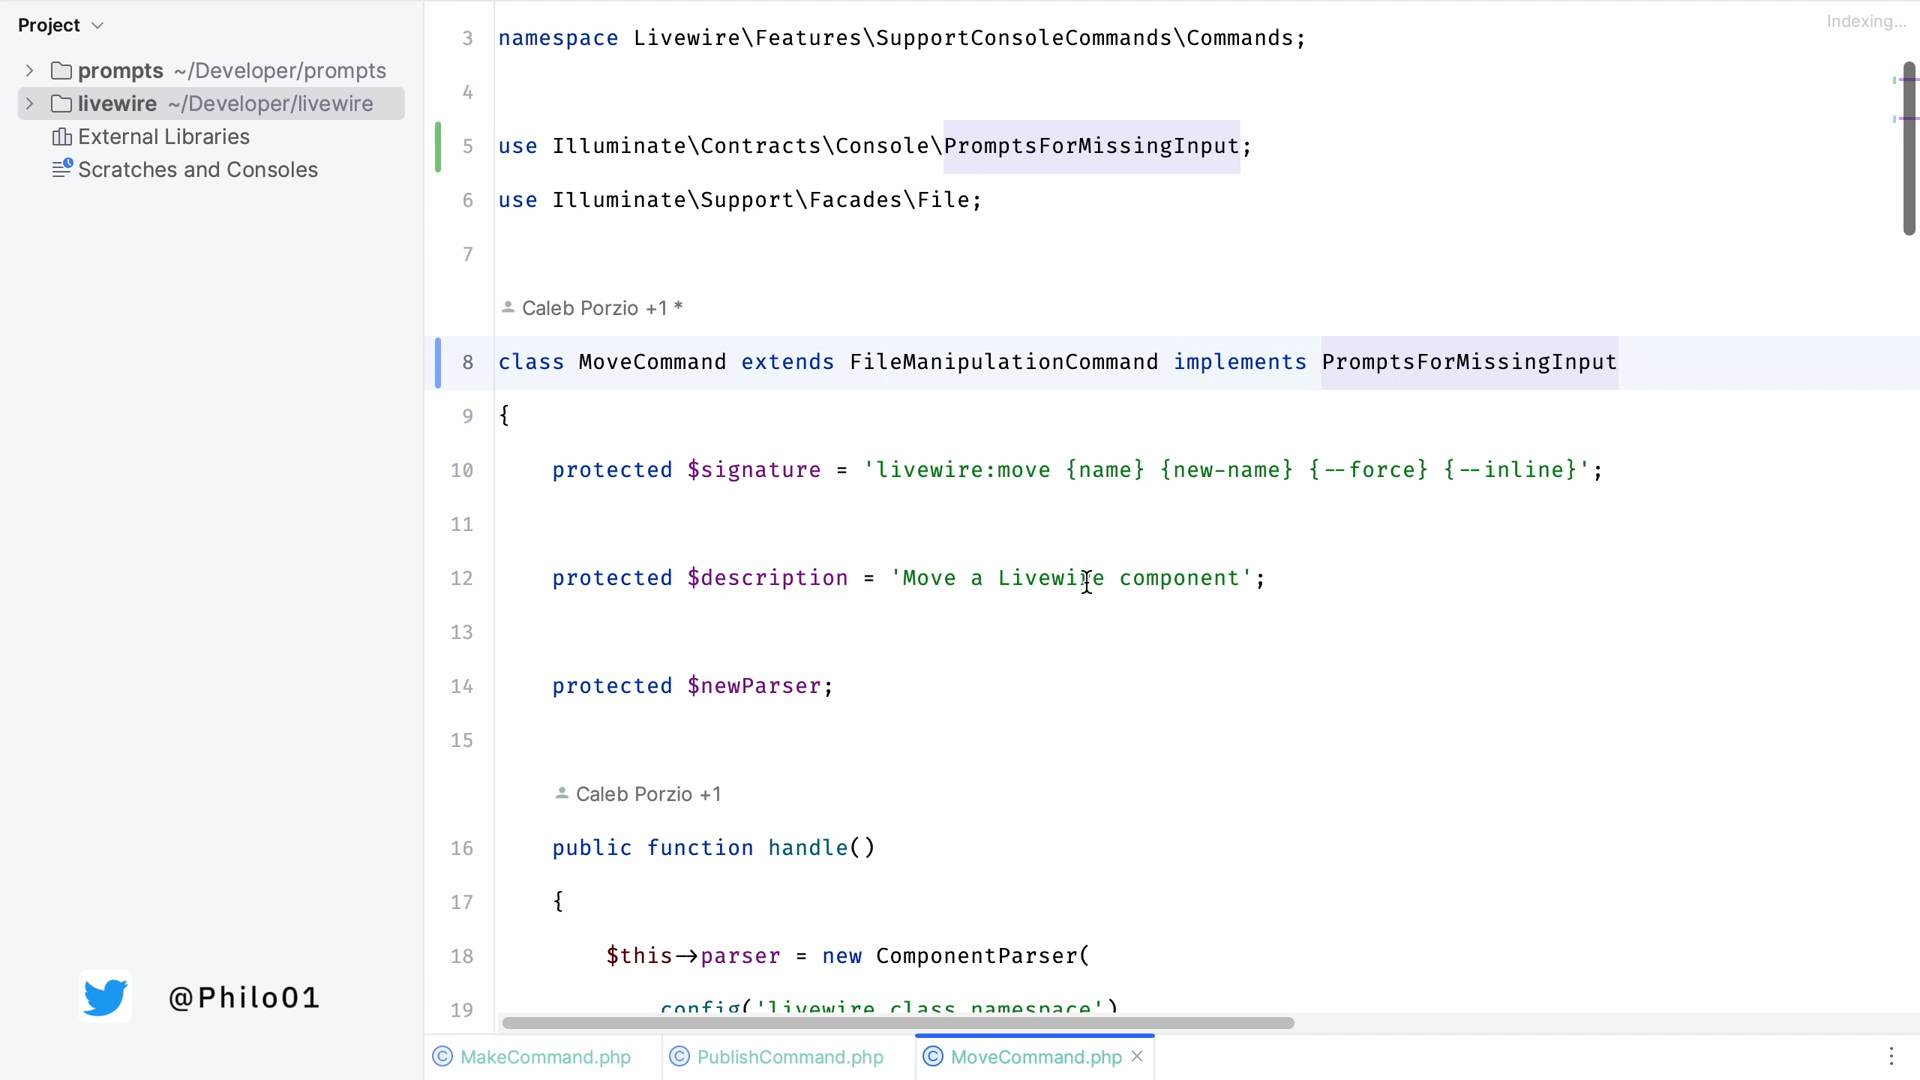 Project
prompts ~/Developer/prompts
livewire ~/Developer/livewire
External Libraries
Scratches and Consoles
@Philo01
Indexing...
3 namespace Livewire\Features\SupportConsoleCommands\Commands;
4
5 use Illuminate\Contracts\Console\PromptsForMissingInput;
6 use Illuminate\Support\Facades\File;
7
Caleb Porzio +1 *
8 class MoveCommand extends FileManipulationCommand implements PromptsForMissingInput
9 {
10 protected $signature = 'livewire:move {name} {new-name} {--force} {--inline}';
11
12 protected $description = 'Move a Livewire component';
13
14 protected $newParser;
15
Caleb Porzio +1
16 public function handle()
17 {
18 $this->parser = new ComponentParser(
19 config('livewire.class_namespace')
MakeCommand.php
PublishCommand.php
MoveCommand.php